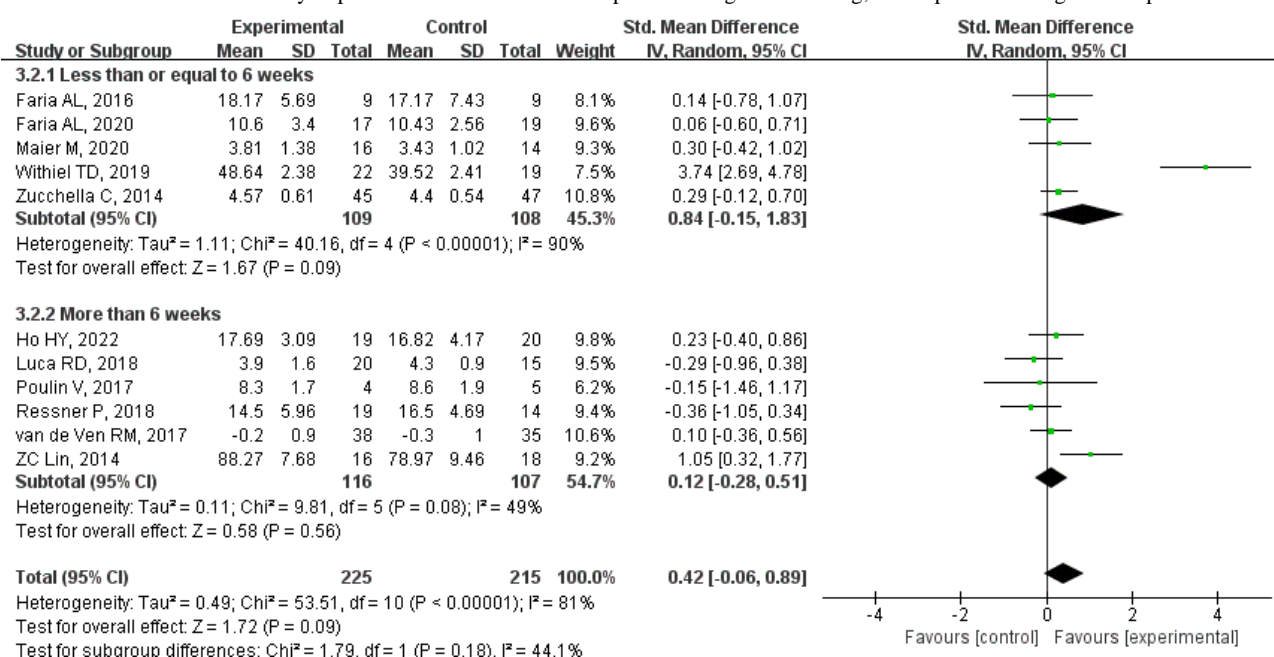 Experimental Control Std. Mean Difference Std. Mean Difference
Study or Subgroup Mean SD Total Mean SD Total Weight IV, Random, 95% CI IV, Random, 95% CI
3.2.1 Less than or equal to 6 weeks
Faria AL, 2016 18.17 5.69 9 17.17 7.43 9 8.1% 0.14 [-0.78, 1.07]
Faria AL, 2020 10.6 3.4 17 10.43 2.56 19 9.6% 0.06 [-0.60, 0.71]
Maier M, 2020 3.81 1.38 16 3.43 1.02 14 9.3% 0.30 [-0.42, 1.02]
Withiel TD, 2019 48.64 2.38 22 39.52 2.41 19 7.5% 3.74 [2.69, 4.78]
Zucchella C, 2014 4.57 0.61 45 4.4 0.54 47 10.8% 0.29 [-0.12, 0.70]
Subtotal (95% CI) 109 108 45.3% 0.84 [-0.15, 1.83]
Heterogeneity: Tau² = 1.11; Chi² = 40.16, df = 4 (P < 0.00001); I² = 90%
Test for overall effect: Z = 1.67 (P = 0.09)
3.2.2 More than 6 weeks
Ho HY, 2022 17.69 3.09 19 16.82 4.17 20 9.8% 0.23 [-0.40, 0.86]
Luca RD, 2018 3.9 1.6 20 4.3 0.9 15 9.5% -0.29 [-0.96, 0.38]
Poulin V, 2017 8.3 1.7 4 8.6 1.9 5 6.2% -0.15 [-1.46, 1.17]
Ressner P, 2018 14.5 5.96 19 16.5 4.69 14 9.4% -0.36 [-1.05, 0.34]
van de Ven RM, 2017 -0.2 0.9 38 -0.3 1 35 10.6% 0.10 [-0.36, 0.56]
ZC Lin, 2014 88.27 7.68 16 78.97 9.46 18 9.2% 1.05 [0.32, 1.77]
Subtotal (95% CI) 116 107 54.7% 0.12 [-0.28, 0.51]
Heterogeneity: Tau² = 0.11; Chi² = 9.81, df = 5 (P = 0.08); I² = 49%
Test for overall effect: Z = 0.58 (P = 0.56)
Total (95% CI) 225 215 100.0% 0.42 [-0.06, 0.89]
Heterogeneity: Tau² = 0.49; Chi² = 53.51, df = 10 (P < 0.00001); I² = 81%
Test for overall effect: Z = 1.72 (P = 0.09)
Test for subgroup differences: Chi² = 1.79, df = 1 (P = 0.18), I² = 44.1%
-4 -2 0 2 4
Favours [control] Favours [experimental]